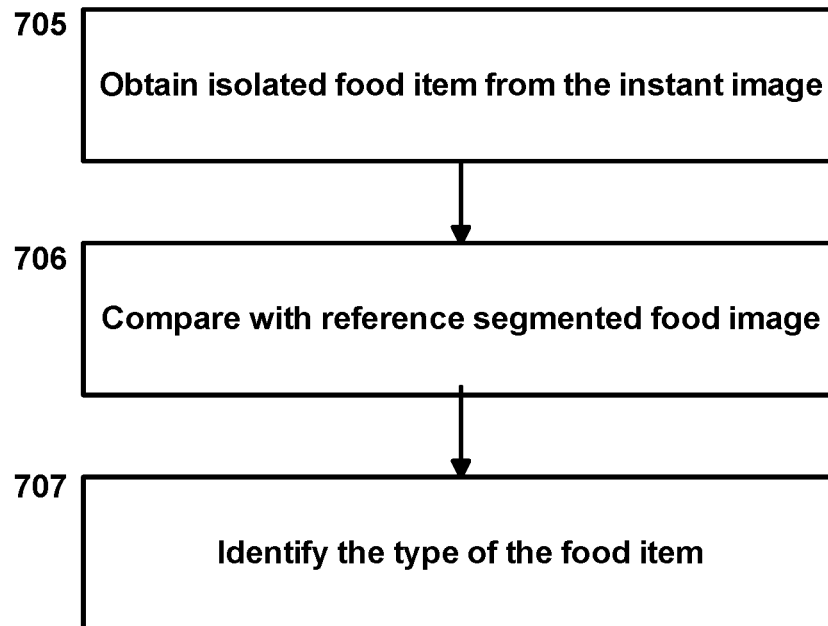 705
Obtain isolated food item from the instant image
706
Compare with reference segmented food image
707
Identify the type of the food item